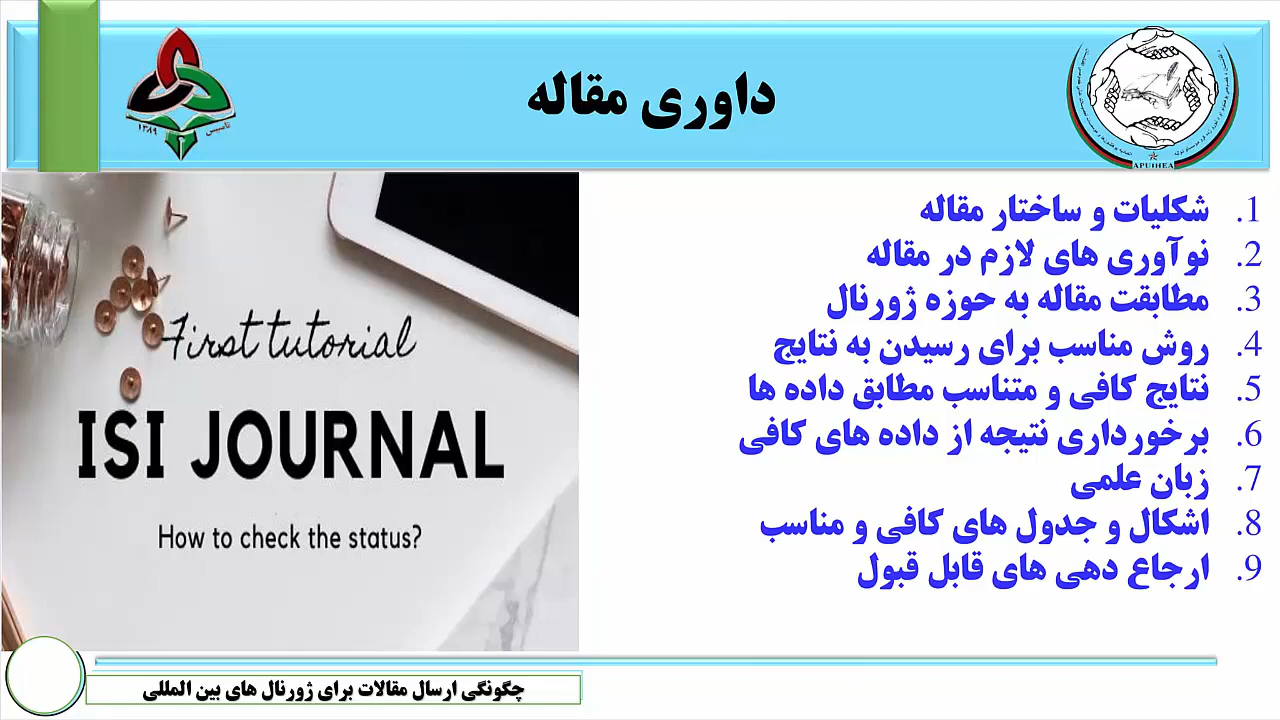 داوری مقاله
تاسیس
۱۳۸۹
APUIHEA
1. شکلیات و ساختار مقاله
2. نوآوری های لازم در مقاله
3. مطابقت مقاله به حوزه ژورنال
4. روش مناسب برای رسیدن به نتایج
5. نتایج کافی و متناسب مطابق داده ها
6. برخورداری نتیجه از داده های کافی
7. زبان علمی
8. اشکال و جدول های کافی و مناسب
9. ارجاع دهی های قابل قبول
First tutorial
ISI JOURNAL
How to check the status?
چگونگی ارسال مقالات برای ژورنال های بین المللی